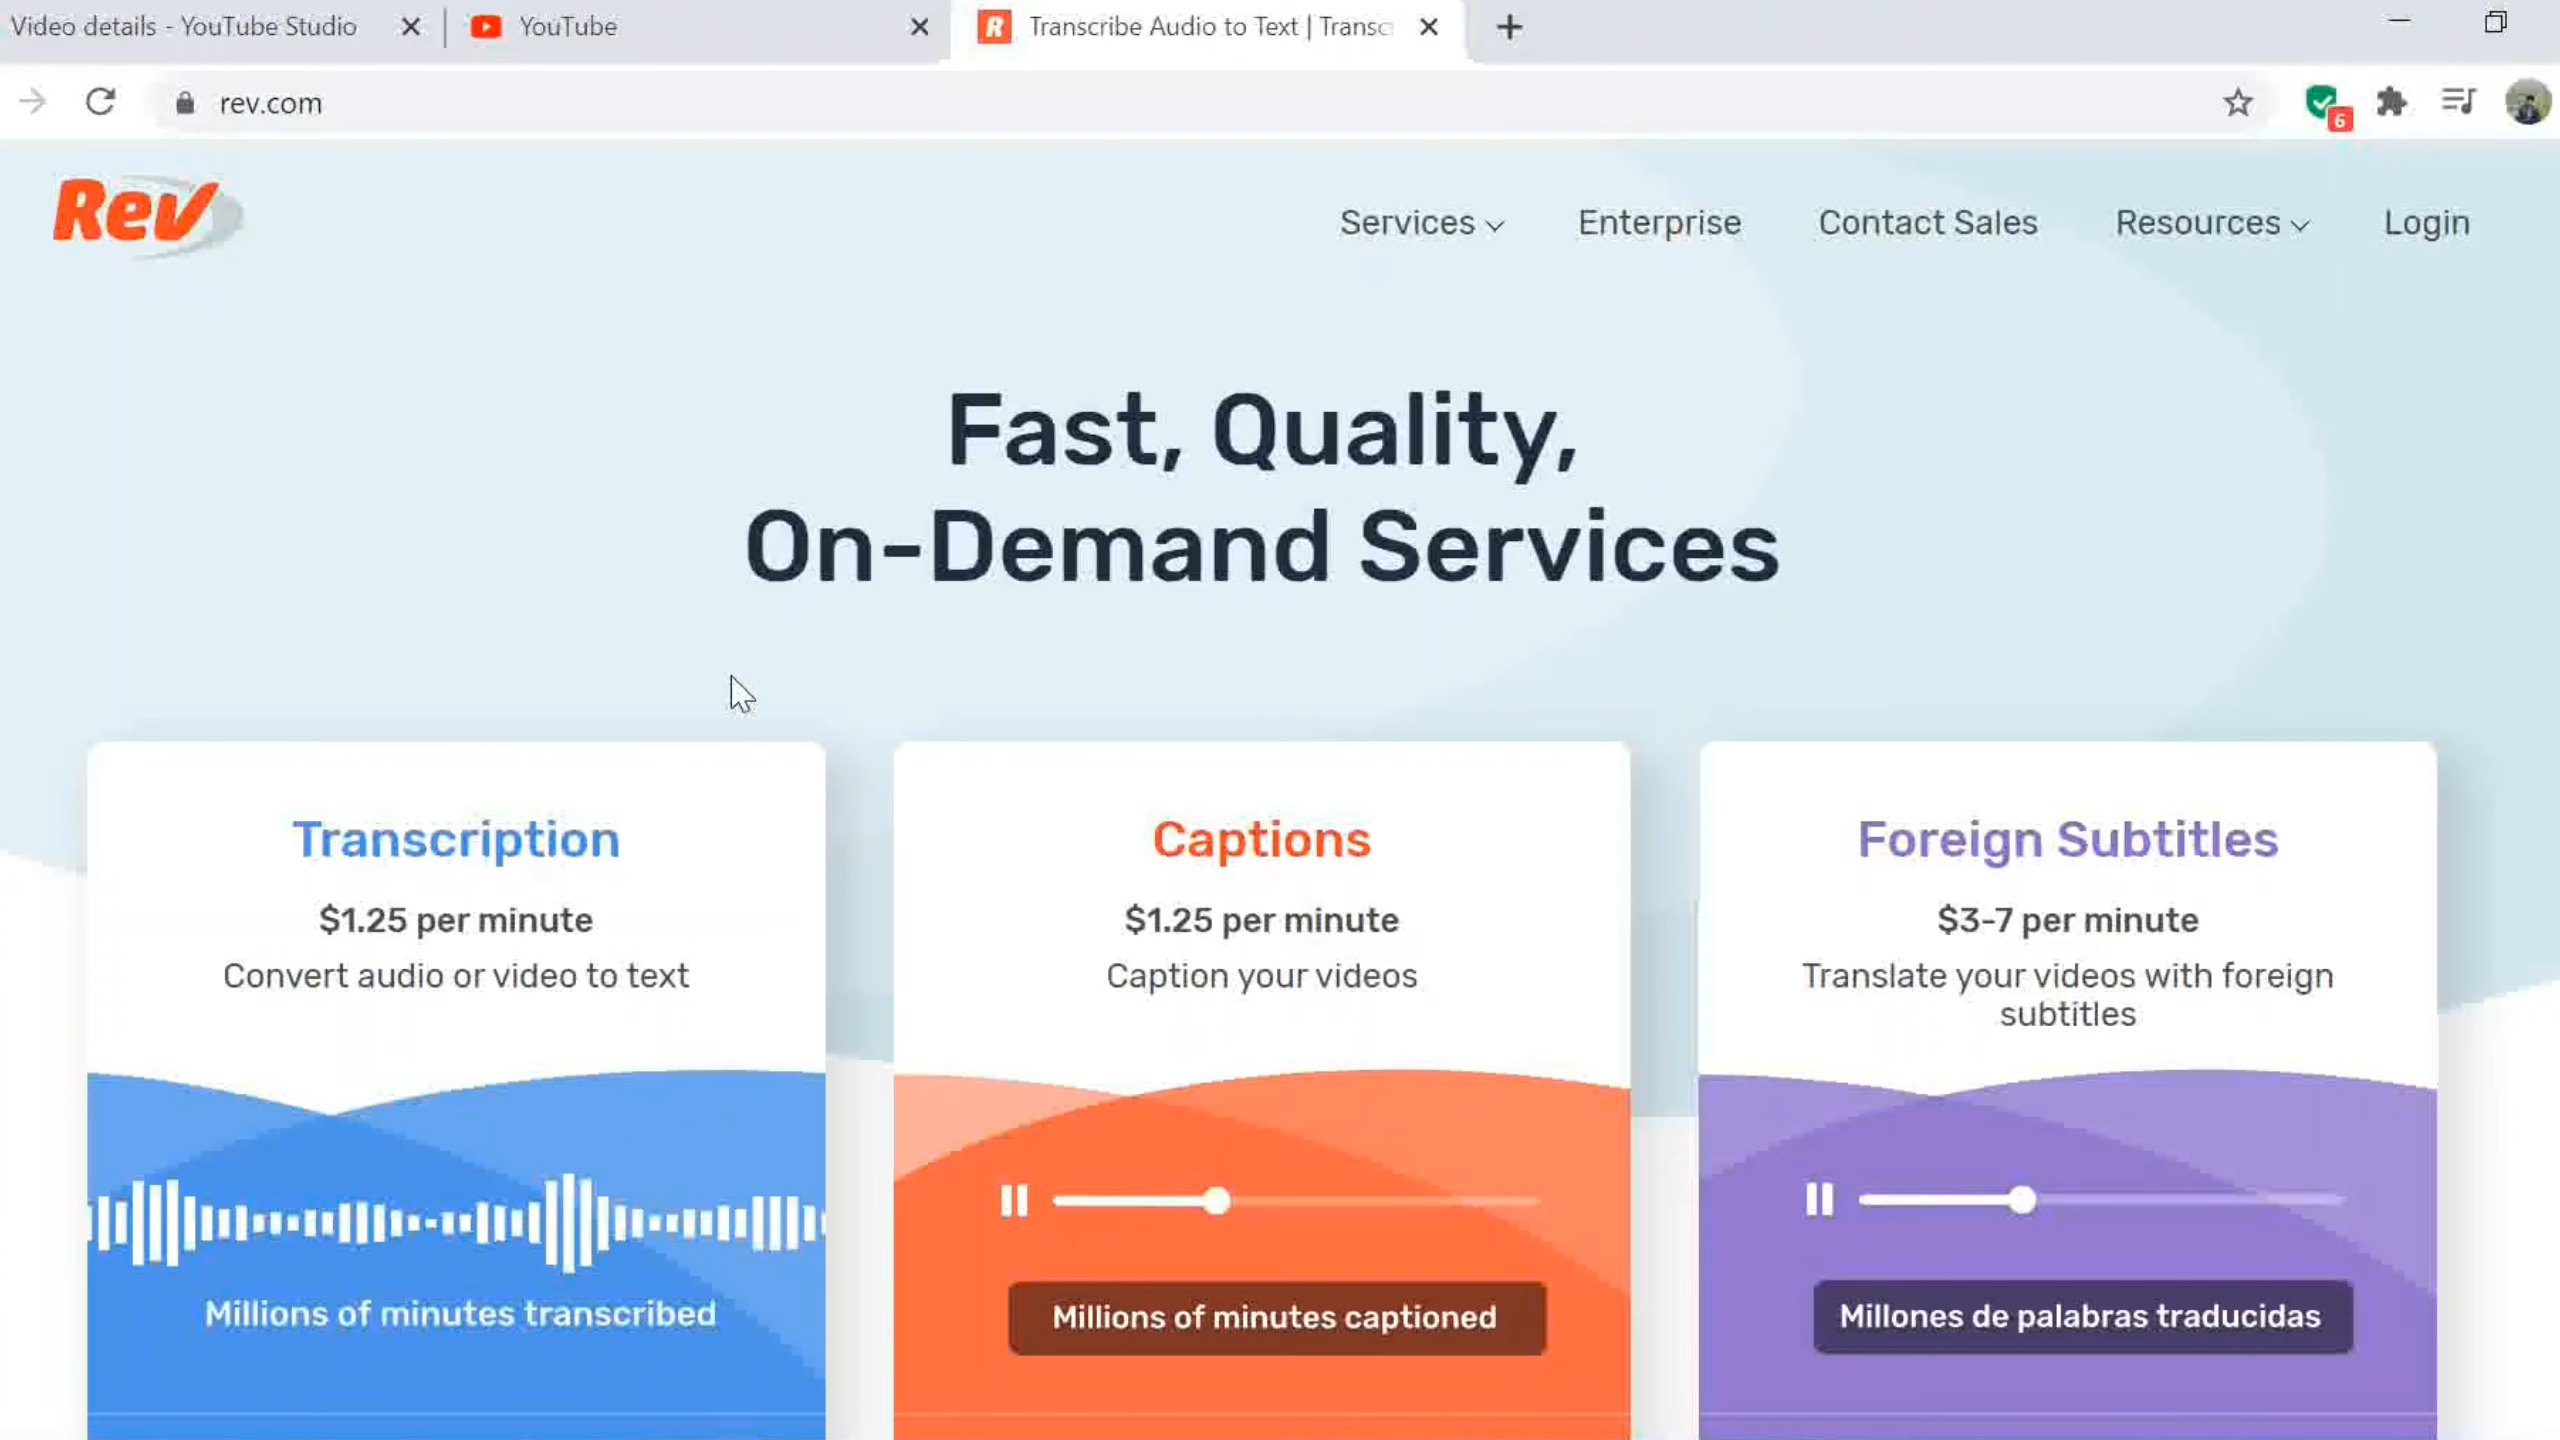 Video details - YouTube Studio
YouTube
Transcribe Audio to Text | Transc
rev.com
6
Rev
Services
Enterprise
Contact Sales
Resources
Login
Fast, Quality,
On-Demand Services
Transcription
$1.25 per minute
Convert audio or video to text
Millions of minutes transcribed
Captions
$1.25 per minute
Caption your videos
Millions of minutes captioned
Foreign Subtitles
$3-7 per minute
Translate your videos with foreign
subtitles
Millones de palabras traducidas